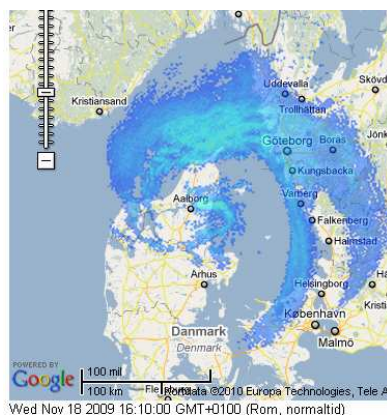 Uddevalla
Skövd
Kristiansand
Trollhättan
Jönk
Göteborg
Borås
Kungsbacka
Varberg
Aalborg
Falkenberg
Halmstad
Århus
Helsingborg
Kristi
København
Malmö
Danmark
Denmark
POWERED BY
Google
100 mil
100 km
Kortdata ©2010 Europa Technologies, Tele A
Wed Nov 18 2009 16:10:00 GMT+0100 (Rom, normaltid)